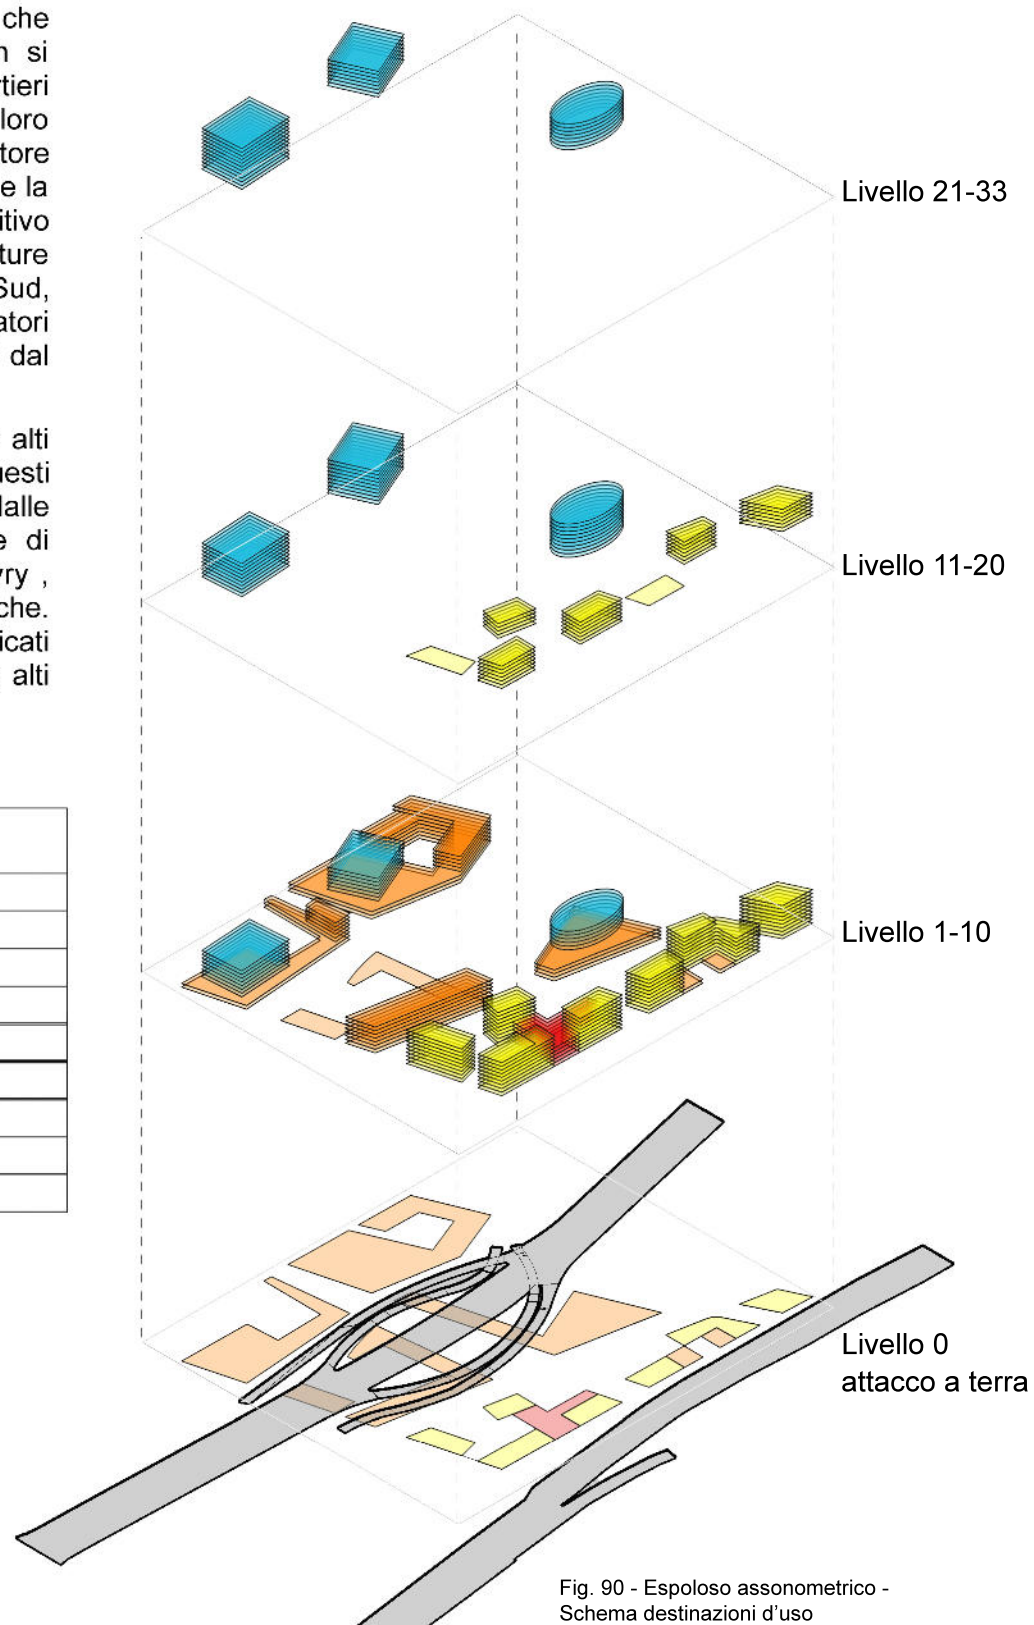 che
n si
rtieri
loro
tore
e la
itivo
ture
Sud,
atori
dal
alti
uesti
dalle
e di
vry ,
che.
icati
alti
Livello 21-33
Livello 11-20
Livello 1-10
Livello 0
attacco a terra
Fig. 90 - Espoloso assonometrico -
Schema destinazioni d'uso